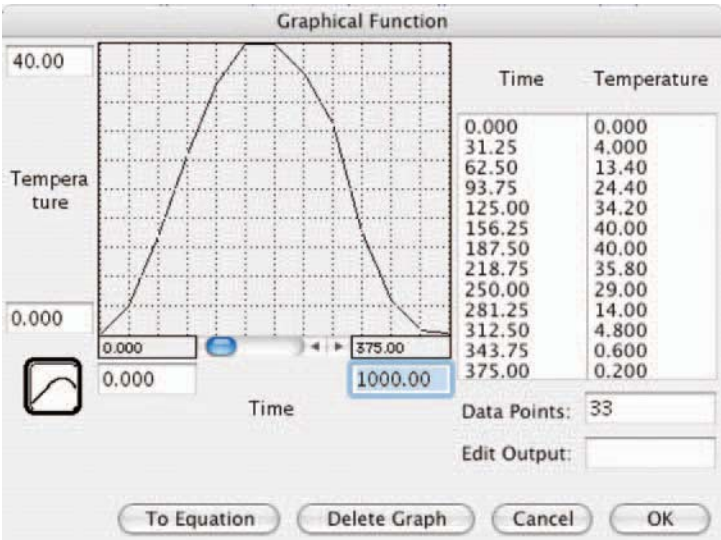 Graphical Function
40.00
Tempera
ture
0.000
0.000
375.00
0.000
1000.00
Time
Time Temperature
0.000 0.000
31.25 4.000
62.50 13.40
93.75 24.40
125.00 34.20
156.25 40.00
187.50 40.00
218.75 35.80
250.00 29.00
281.25 14.00
312.50 4.800
343.75 0.600
375.00 0.200
Data Points: 33
Edit Output:
To Equation
Delete Graph
Cancel
OK